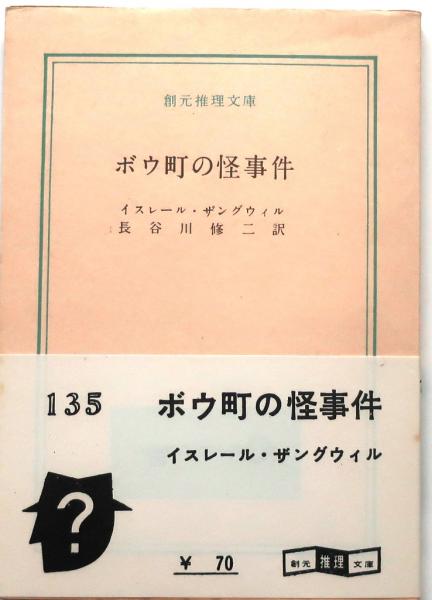 創元推理文庫
ボウ町の怪事件
イスレール・ザングウィル
長谷川修二訳
135
ボウ町の怪事件
イスレール・ザングウィル
?
¥ 70
創元 推理 文庫